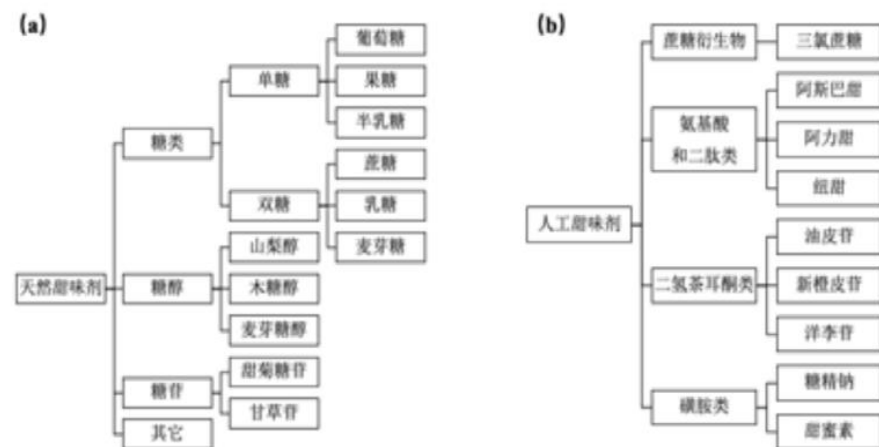 (a)
天然甜味剂
糖类
单糖
葡萄糖
果糖
半乳糖
双糖
蔗糖
乳糖
麦芽糖
糖醇
山梨醇
木糖醇
麦芽糖醇
糖苷
甜菊糖苷
甘草苷
其它
(b)
人工甜味剂
蔗糖衍生物
三氯蔗糖
氨基酸
和二肽类
阿斯巴甜
阿力甜
纽甜
二氢茶耳酮类
油皮苷
新橙皮苷
洋李苷
磺胺类
糖精钠
甜蜜素